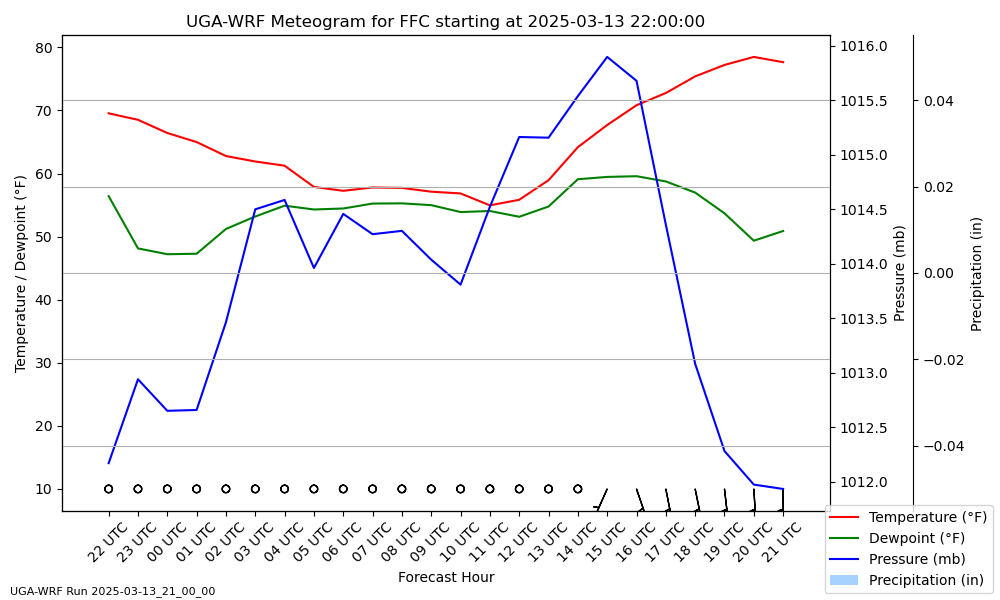 UGA-WRF Meteogram for FFC starting at 2025-03-13 22:00:00
Temperature / Dewpoint (°F)
80
70
60
50
40
30
20
10
1016.0
1015.5
1015.0
1014.5
1014.0
1013.5
1013.0
1012.5
1012.0
Pressure (mb)
0.04
0.02
0.00
−0.02
−0.04
Precipitation (in)
22 UTC
23 UTC
00 UTC
01 UTC
02 UTC
03 UTC
04 UTC
05 UTC
06 UTC
07 UTC
08 UTC
09 UTC
10 UTC
11 UTC
12 UTC
13 UTC
14 UTC
15 UTC
16 UTC
17 UTC
18 UTC
19 UTC
20 UTC
21 UTC
Forecast Hour
Temperature (°F)
Dewpoint (°F)
Pressure (mb)
Precipitation (in)
UGA-WRF Run 2025-03-13_21_00_00